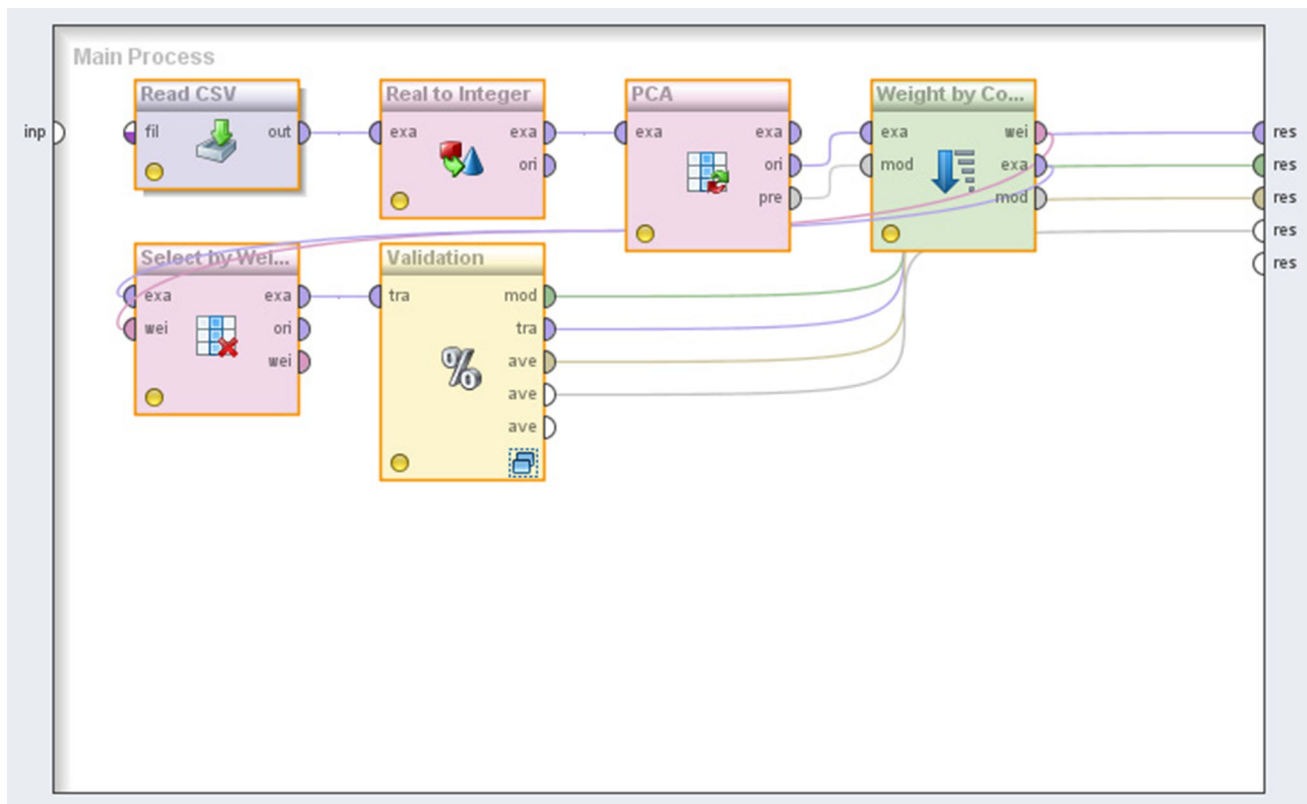 Main Process
Read CSV
Real to Integer
PCA
Weight by Co...
inp
fil
out
exa
exa
exa
exa
exa
wei
res
ori
ori
mod
exa
res
pre
mod
res
res
Select by Wei...
Validation
res
exa
exa
tra
mod
wei
ori
tra
wei
ave
%
ave
ave